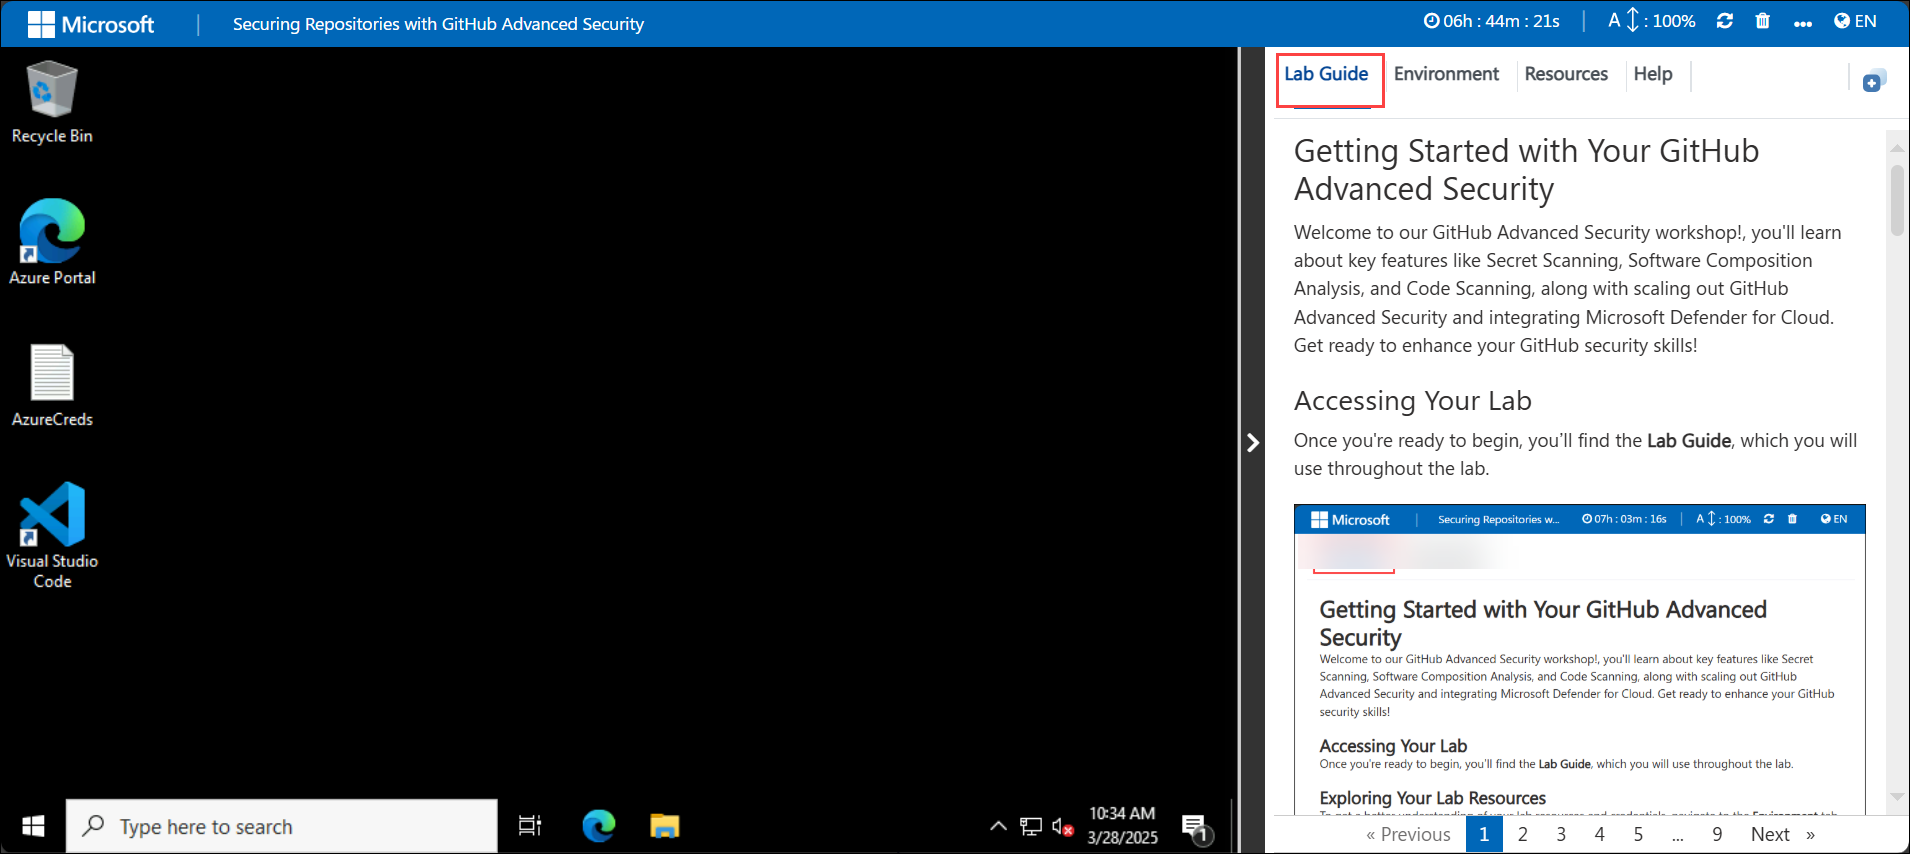 Microsoft
Securing Repositories with GitHub Advanced Security
06h : 44m : 21s
A : 100%
EN
Recycle Bin
Azure Portal
AzureCreds
Visual Studio
Code
Type here to search
10:34 AM
3/28/2025
1
Lab Guide
Environment
Resources
Help
Getting Started with Your GitHub
Advanced Security
Welcome to our GitHub Advanced Security workshop!, you'll learn
about key features like Secret Scanning, Software Composition
Analysis, and Code Scanning, along with scaling out GitHub
Advanced Security and integrating Microsoft Defender for Cloud.
Get ready to enhance your GitHub security skills!
Accessing Your Lab
Once you're ready to begin, you'll find the Lab Guide, which you will
use throughout the lab.
Microsoft
Securing Repositories w...
07h : 03m : 16s
A : 100%
EN
Getting Started with Your GitHub Advanced
Security
Welcome to our GitHub Advanced Security workshop!, you'll learn about key features like Secret
Scanning, Software Composition Analysis, and Code Scanning, along with scaling out GitHub
Advanced Security and integrating Microsoft Defender for Cloud. Get ready to enhance your GitHub
security skills!
Accessing Your Lab
Once you're ready to begin, you'll find the Lab Guide, which you will use throughout the lab.
Exploring Your Lab Resources
« Previous 1 2 3 4 5 ... 9 Next »